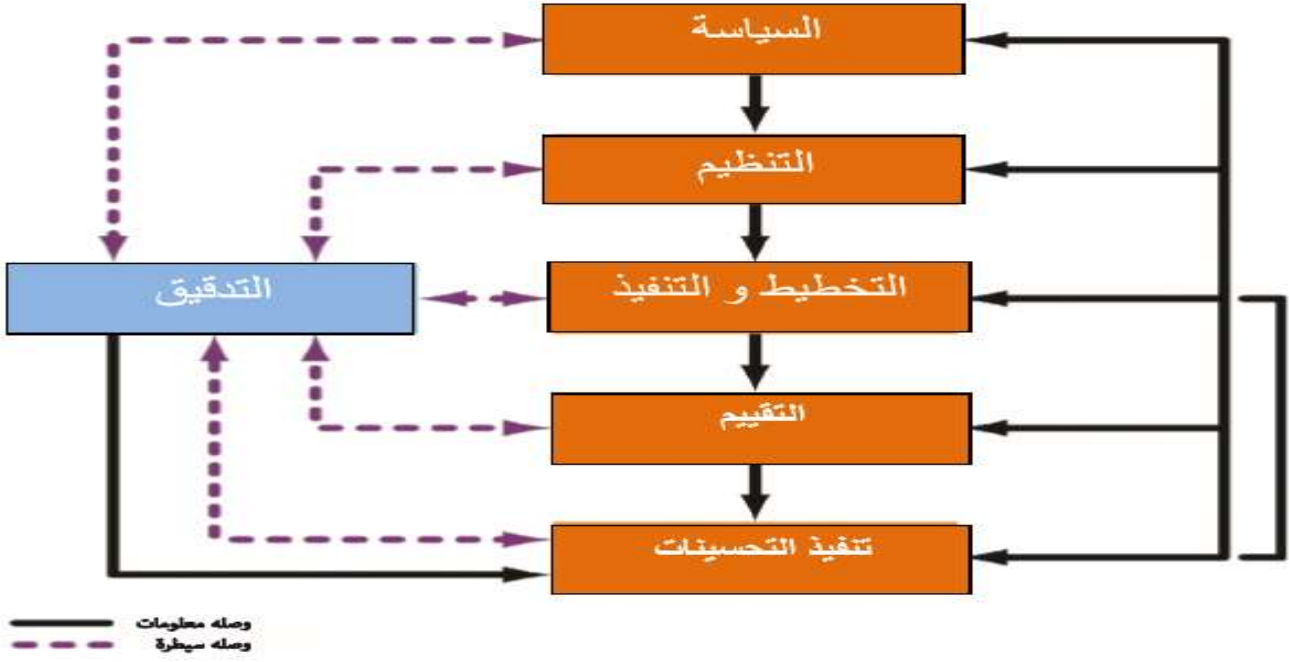 السياسة
التنظيم
التخطيط و التنفيذ
التدقيق
التقييم
تنفيذ التحسينات
وصله معلومات
وصله سيطرة